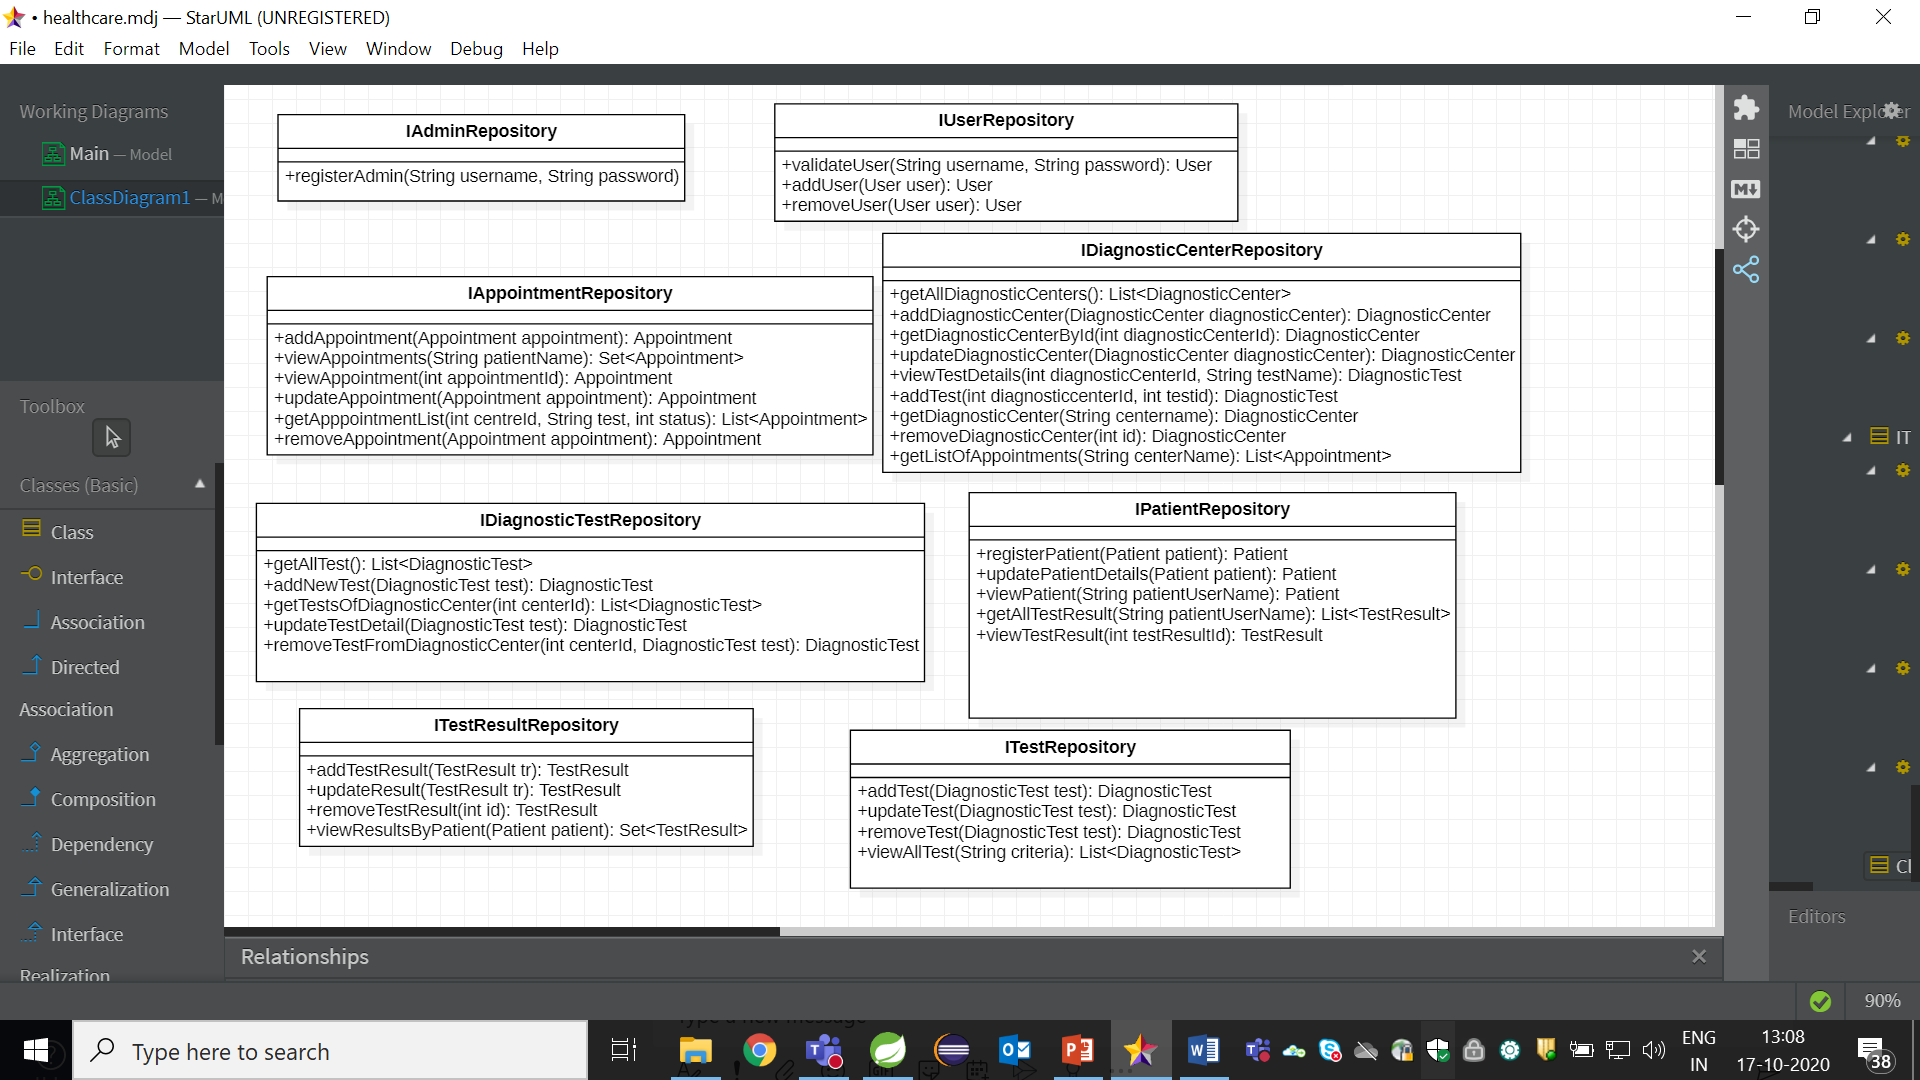 • healthcare.mdj — StarUML (UNREGISTERED)
File Edit Format Model Tools View Window Debug Help
Working Diagrams
Main — Model
ClassDiagram1 — M
Toolbox
Classes (Basic)
Class
Interface
Association
Directed
Association
Aggregation
Composition
Dependency
Generalization
Interface
Realization
IAdminRepository
+registerAdmin(String username, String password)
IUserRepository
+validateUser(String username, String password): User
+addUser(User user): User
+removeUser(User user): User
IAppointmentRepository
+addAppointment(Appointment appointment): Appointment
+viewAppointments(String patientName): Set<Appointment>
+viewAppointment(int appointmentId): Appointment
+updateAppointment(Appointment appointment): Appointment
+getApppointmentList(int centreId, String test, int status): List<Appointment>
+removeAppointment(Appointment appointment): Appointment
IDiagnosticCenterRepository
+getAllDiagnosticCenters(): List<DiagnosticCenter>
+addDiagnosticCenter(DiagnosticCenter diagnosticCenter): DiagnosticCenter
+getDiagnosticCenterById(int diagnosticCenterId): DiagnosticCenter
+updateDiagnosticCenter(DiagnosticCenter diagnosticCenter): DiagnosticCenter
+viewTestDetails(int diagnosticCenterId, String testName): DiagnosticTest
+addTest(int diagnosticcenterId, int testid): DiagnosticTest
+getDiagnosticCenter(String centername): DiagnosticCenter
+removeDiagnosticCenter(int id): DiagnosticCenter
+getListOfAppointments(String centerName): List<Appointment>
IDiagnosticTestRepository
+getAllTest(): List<DiagnosticTest>
+addNewTest(DiagnosticTest test): DiagnosticTest
+getTestsOfDiagnosticCenter(int centerId): List<DiagnosticTest>
+updateTestDetail(DiagnosticTest test): DiagnosticTest
+removeTestFromDiagnosticCenter(int centerId, DiagnosticTest test): DiagnosticTest
IPatientRepository
+registerPatient(Patient patient): Patient
+updatePatientDetails(Patient patient): Patient
+viewPatient(String patientUserName): Patient
+getAllTestResult(String patientUserName): List<TestResult>
+viewTestResult(int testResultId): TestResult
ITestResultRepository
+addTestResult(TestResult tr): TestResult
+updateResult(TestResult tr): TestResult
+removeTestResult(int id): TestResult
+viewResultsByPatient(Patient patient): Set<TestResult>
ITestRepository
+addTest(DiagnosticTest test): DiagnosticTest
+updateTest(DiagnosticTest test): DiagnosticTest
+removeTest(DiagnosticTest test): DiagnosticTest
+viewAllTest(String criteria): List<DiagnosticTest>
M↓
Model Explorer
IT
Cl
Editors
Relationships
90%
Type a new message
Type here to search
ENG
IN
13:08
17-10-2020
38